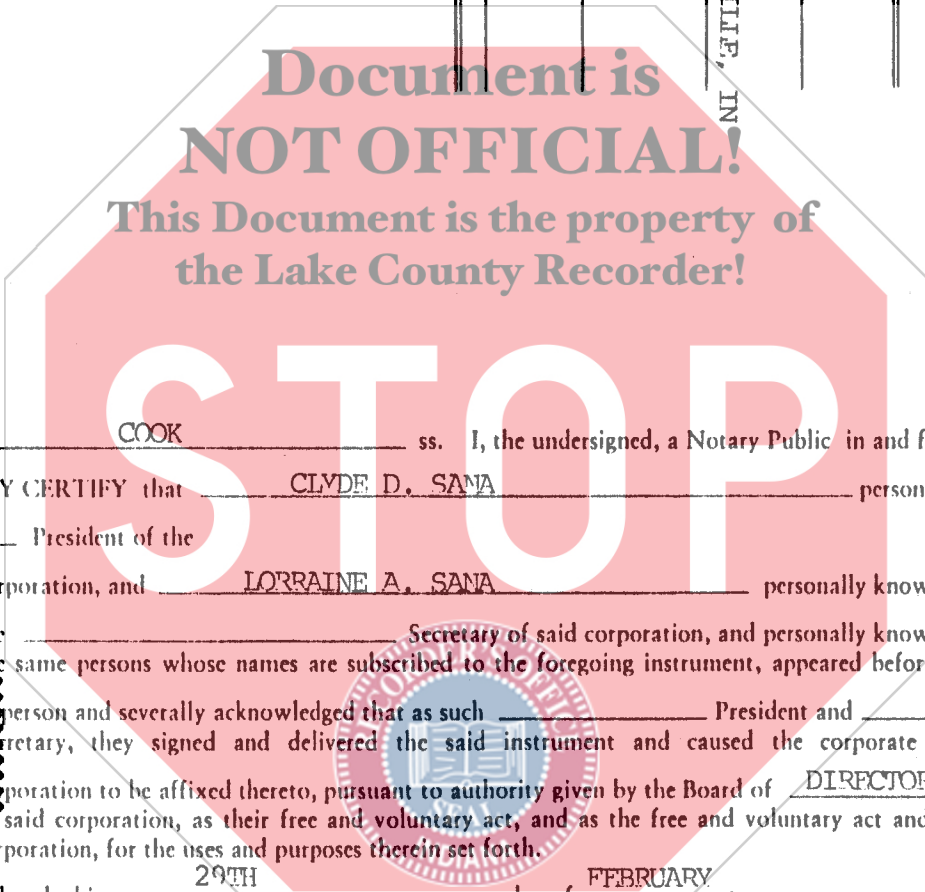 LLE, IN
Document is
NOT OFFICIAL!
This Document is the property of
the Lake County Recorder!
STOP
COOK ss. I, the undersigned, a Notary Public in and f
Y CERTIFY that CLYDE D. SANA person
President of the
rporation, and LORRAINE A. SANA personally know
Secretary of said corporation, and personally know
same persons whose names are subscribed to the foregoing instrument, appeared befor
person and severally acknowledged that as such President and
retary, they signed and delivered the said instrument and caused the corporate
poration to be affixed thereto, pursuant to authority given by the Board of DIRECTOR
said corporation, as their free and voluntary act, and as the free and voluntary act and
rporation, for the uses and purposes therein set forth.
29TH FEBRUARY
RECORDER'S OFFICE
SEAL
INDIANA